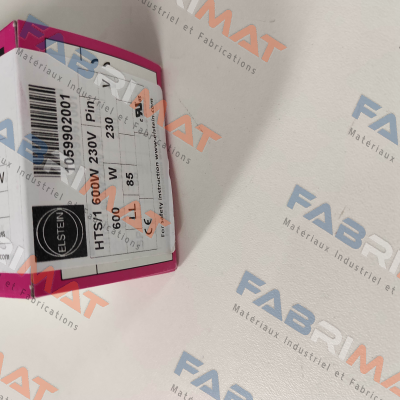 1059902001
ELSTEIN
HTS/1 600W 230V Pin
600 W 230 V
LL 85
CE
For safety instruction www.elstein.com
FABRIMAT
Matériaux Industriel et Fabrications
FABRIMAT
Matériaux Industriel et Fabrications
FABRIMAT
Matériaux Industriel et Fabrications